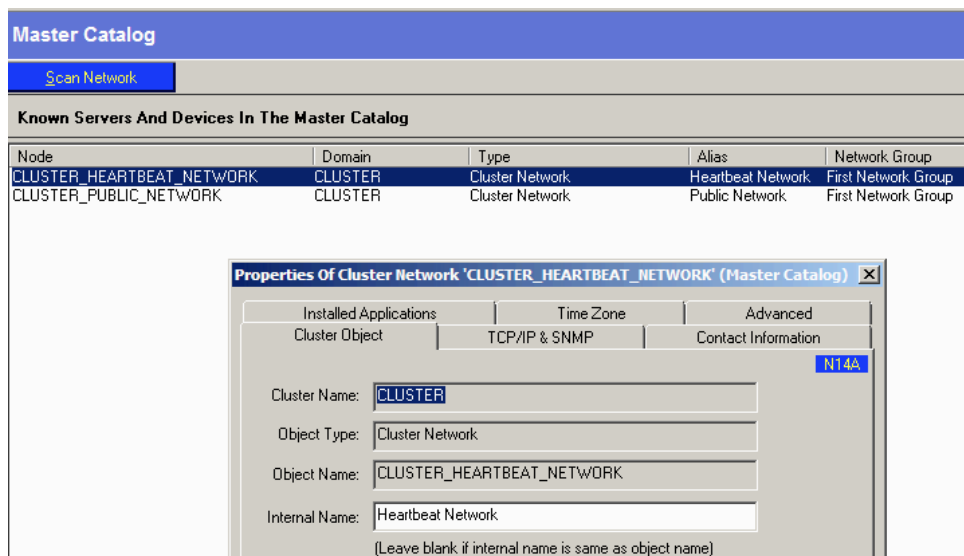 Master Catalog
Scan Network
Known Servers And Devices In The Master Catalog
Node Domain Type Alias Network Group
CLUSTER_HEARTBEAT_NETWORK CLUSTER Cluster Network Heartbeat Network First Network Group
CLUSTER_PUBLIC_NETWORK CLUSTER Cluster Network Public Network First Network Group
Properties Of Cluster Network 'CLUSTER_HEARTBEAT_NETWORK' (Master Catalog)
Installed Applications Time Zone Advanced
Cluster Object TCP/IP & SNMP Contact Information
N14A
Cluster Name: CLUSTER
Object Type: Cluster Network
Object Name: CLUSTER_HEARTBEAT_NETWORK
Internal Name: Heartbeat Network
(Leave blank if internal name is same as object name)